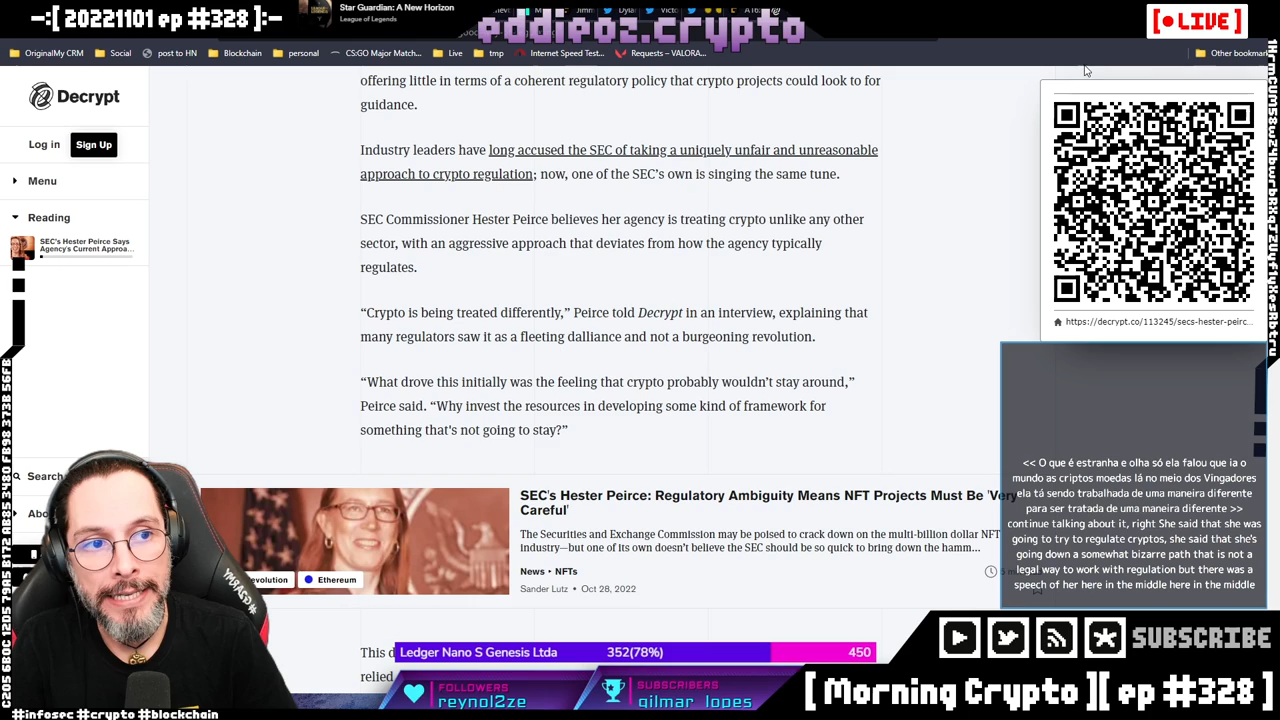 -:[ 20221101 ep #328 ]:-
Star Guardian: A New Horizon
League of Legends
eddieoz.crypto
[ LIVE ]
OriginalMy CRM
Social
post to HN
Blockchain
personal
CS:GO Major Match...
Live
tmp
Internet Speed Test...
Requests – VALORA...
Other bookmar
Decrypt
Log in
Sign Up
Menu
Reading
SEC's Hester Peirce Says
Agency's Current Approa...
Search
offering little in terms of a coherent regulatory policy that crypto projects could look to for
guidance.
Industry leaders have long accused the SEC of taking a uniquely unfair and unreasonable
approach to crypto regulation; now, one of the SEC’s own is singing the same tune.
SEC Commissioner Hester Peirce believes her agency is treating crypto unlike any other
sector, with an aggressive approach that deviates from how the agency typically
regulates.
“Crypto is being treated differently,” Peirce told Decrypt in an interview, explaining that
many regulators saw it as a fleeting dalliance and not a burgeoning revolution.
“What drove this initially was the feeling that crypto probably wouldn’t stay around,”
Peirce said. “Why invest the resources in developing some kind of framework for
something that's not going to stay?”
SEC's Hester Peirce: Regulatory Ambiguity Means NFT Projects Must Be 'Very
Careful'
The Securities and Exchange Commission may be poised to crack down on the multi-billion dollar NFT
industry—but one of its own doesn’t believe the SEC should be so quick to bring down the hamm...
News • NFTs
Sander Lutz • Oct 28, 2022
evolution
Ethereum
This d
relied
https://decrypt.co/113245/secs-hester-peirc...
<< O que é estranha e olha só ela falou que ia o
mundo as criptos moedas lá no meio dos Vingadores
ela tá sendo trabalhada de uma maneira diferente
para ser tratada de uma maneira diferente >>
continue talking about it, right She said that she was
going to try to regulate cryptos, she said that she's
going down a somewhat bizarre path that is not a
legal way to work with regulation but there was a
speech of her here in the middle here in the middle
Ledger Nano S Genesis Ltda
352(78%)
450
FOLLOWERS
reynol2ze
SUBSCRIBERS
gilmar_lopes
SUBSCRIBE
[ Morning Crypto ][ ep #328 ]
#infosec #crypto #blockchain